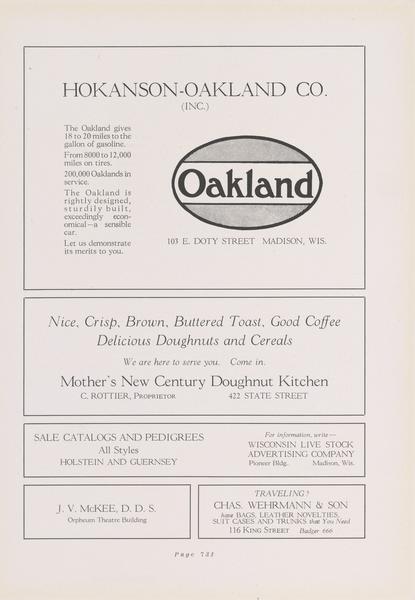 HOKANSON-OAKLAND CO.
(INC.)
The Oakland gives
18 to 20 miles to the
gallon of gasoline.
From 8000 to 12,000
miles on tires.
200,000 Oaklands in
service.
The Oakland is
rightly designed,
sturdily built,
exceedingly econ-
omical—a sensible
car.
Let us demonstrate
its merits to you.
Oakland
103 E. DOTY STREET MADISON, WIS.
Nice, Crisp, Brown, Buttered Toast, Good Coffee
Delicious Doughnuts and Cereals
We are here to serve you. Come in.
Mother's New Century Doughnut Kitchen
C. ROTTIER, PROPRIETOR 422 STATE STREET
SALE CATALOGS AND PEDIGREES
All Styles
HOLSTEIN AND GUERNSEY
For information, write—
WISCONSIN LIVE STOCK
ADVERTISING COMPANY
Pioneer Bldg. Madison, Wis.
J. V. McKEE, D. D. S.
Orpheum Theatre Building
TRAVELING?
CHAS. WEHRMANN & SON
have BAGS, LEATHER NOVELTIES,
SUIT CASES AND TRUNKS that You Need
116 KING STREET Badger 666
Page 733